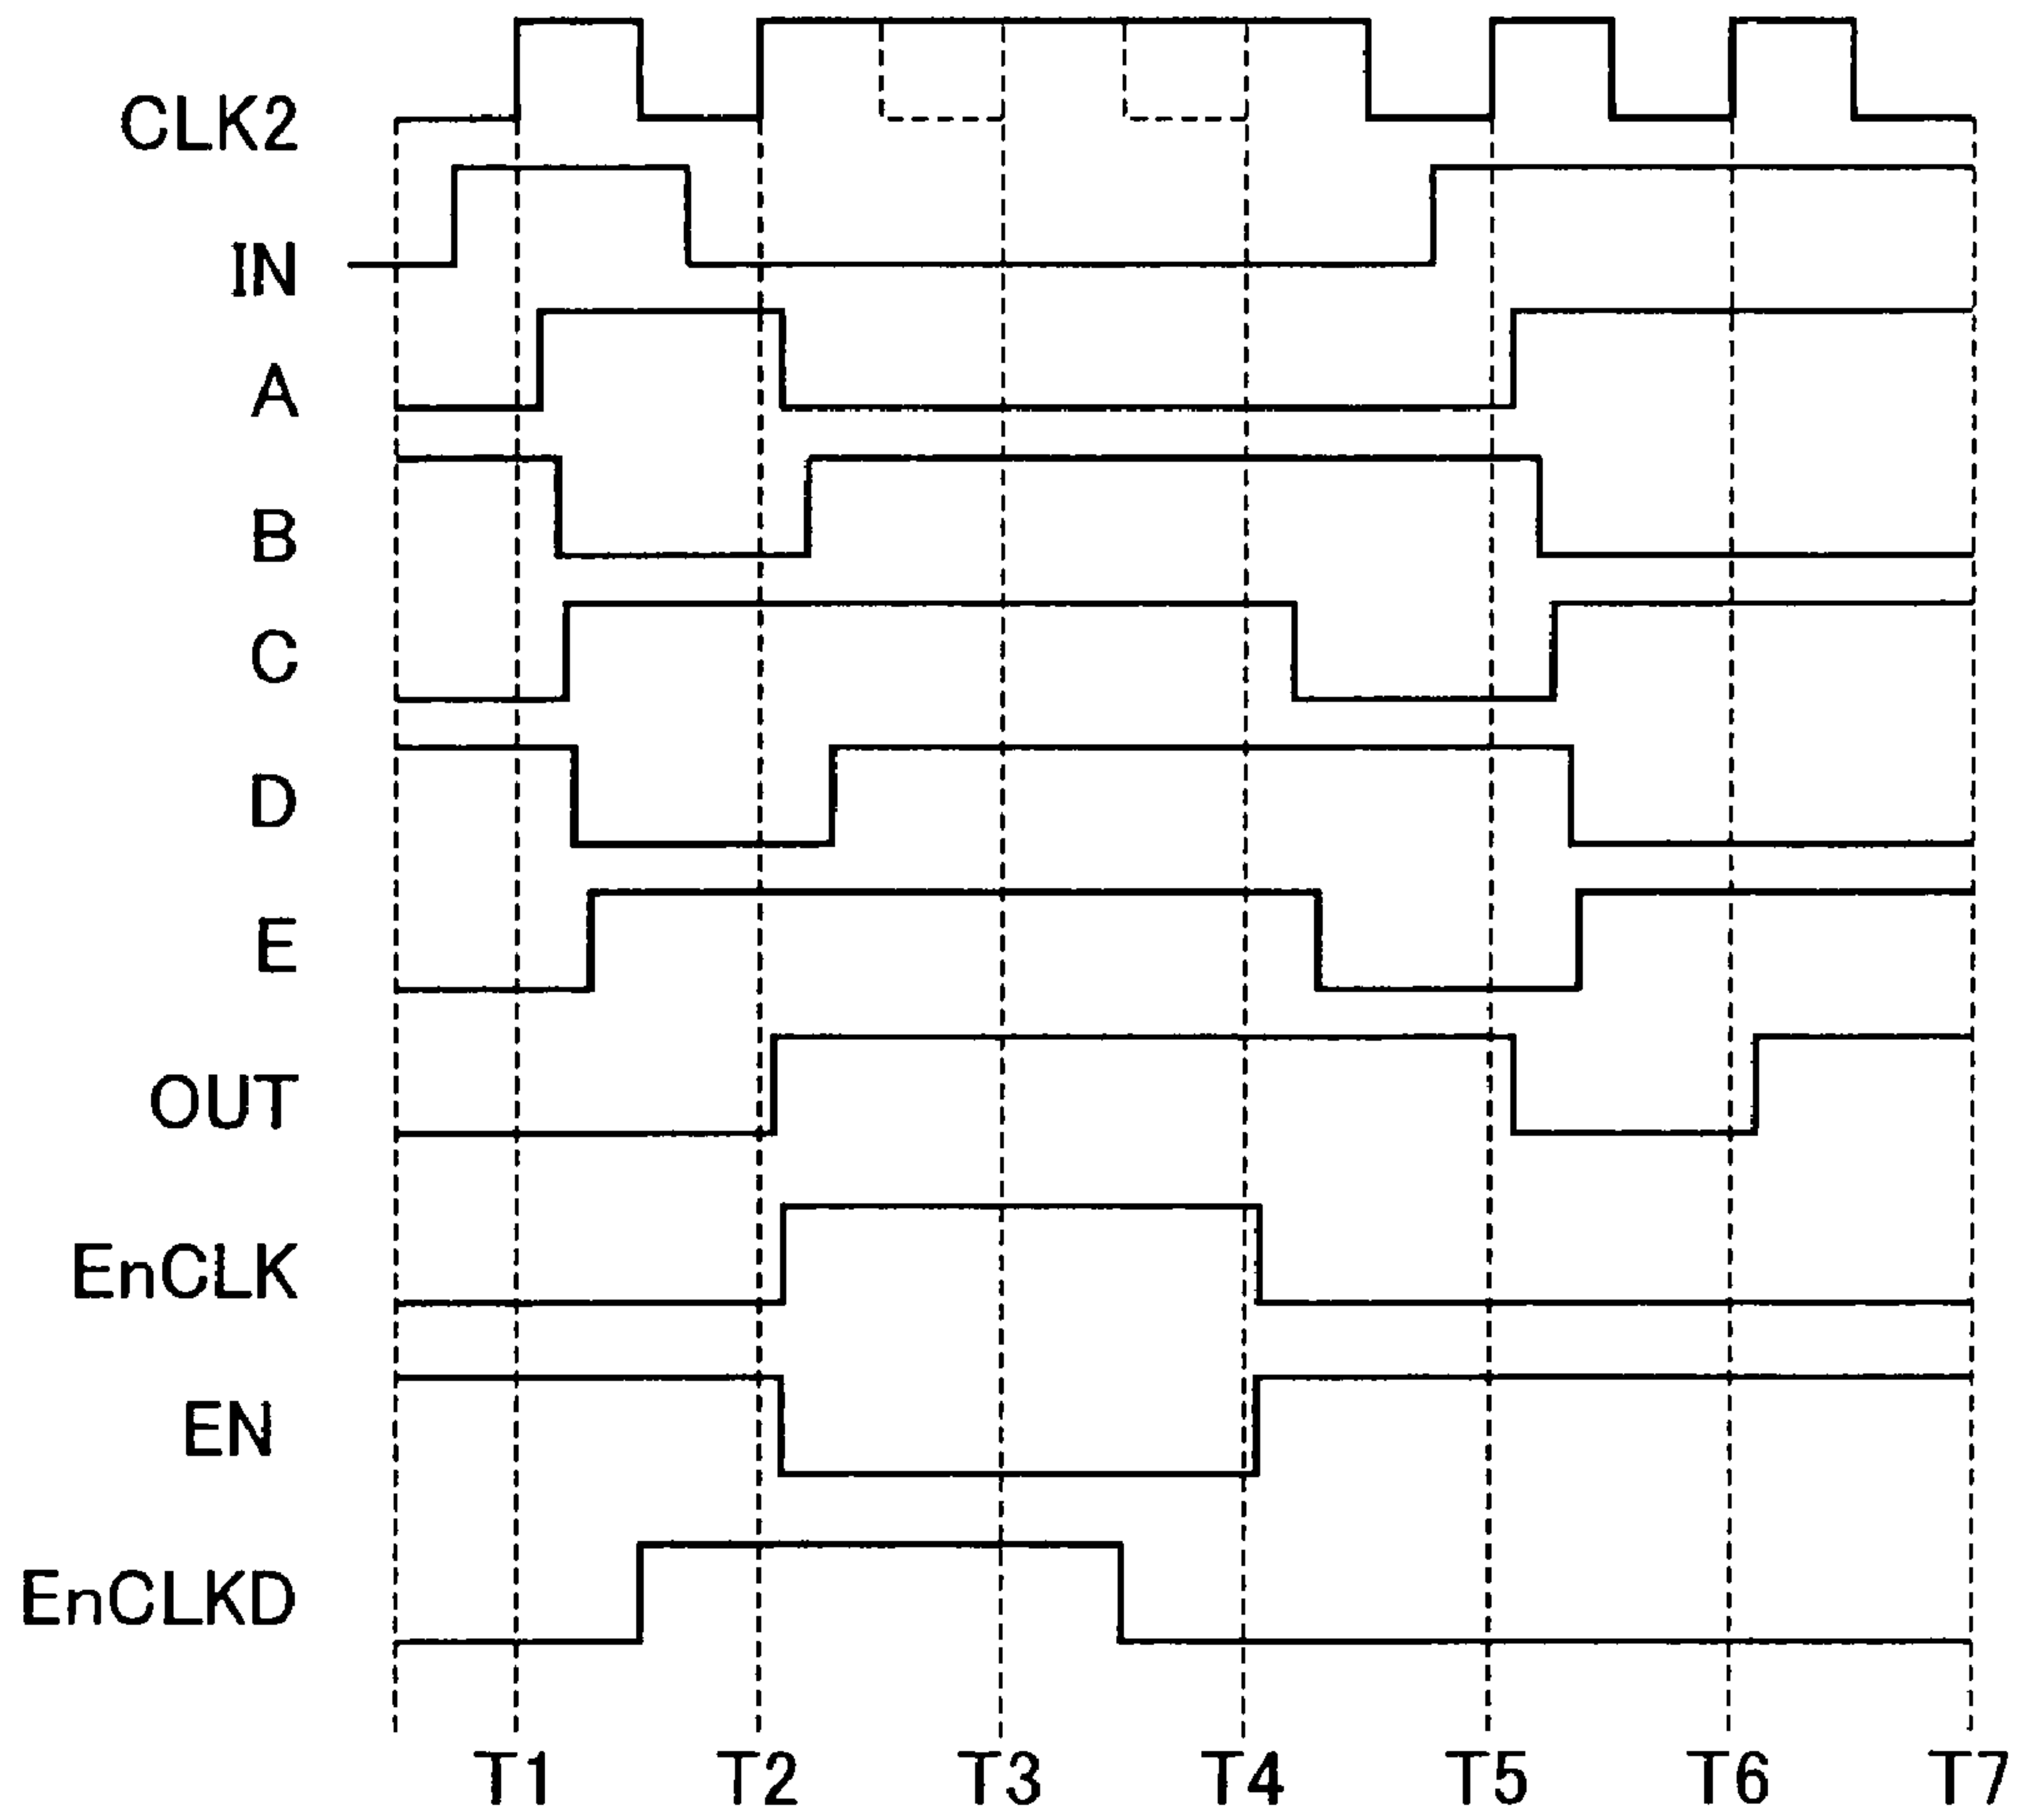 CLK2
IN
A
B
C
D
E
OUT
EnCLK
EN
EnCLKD
T1 T2 T3 T4 T5 T6 T7